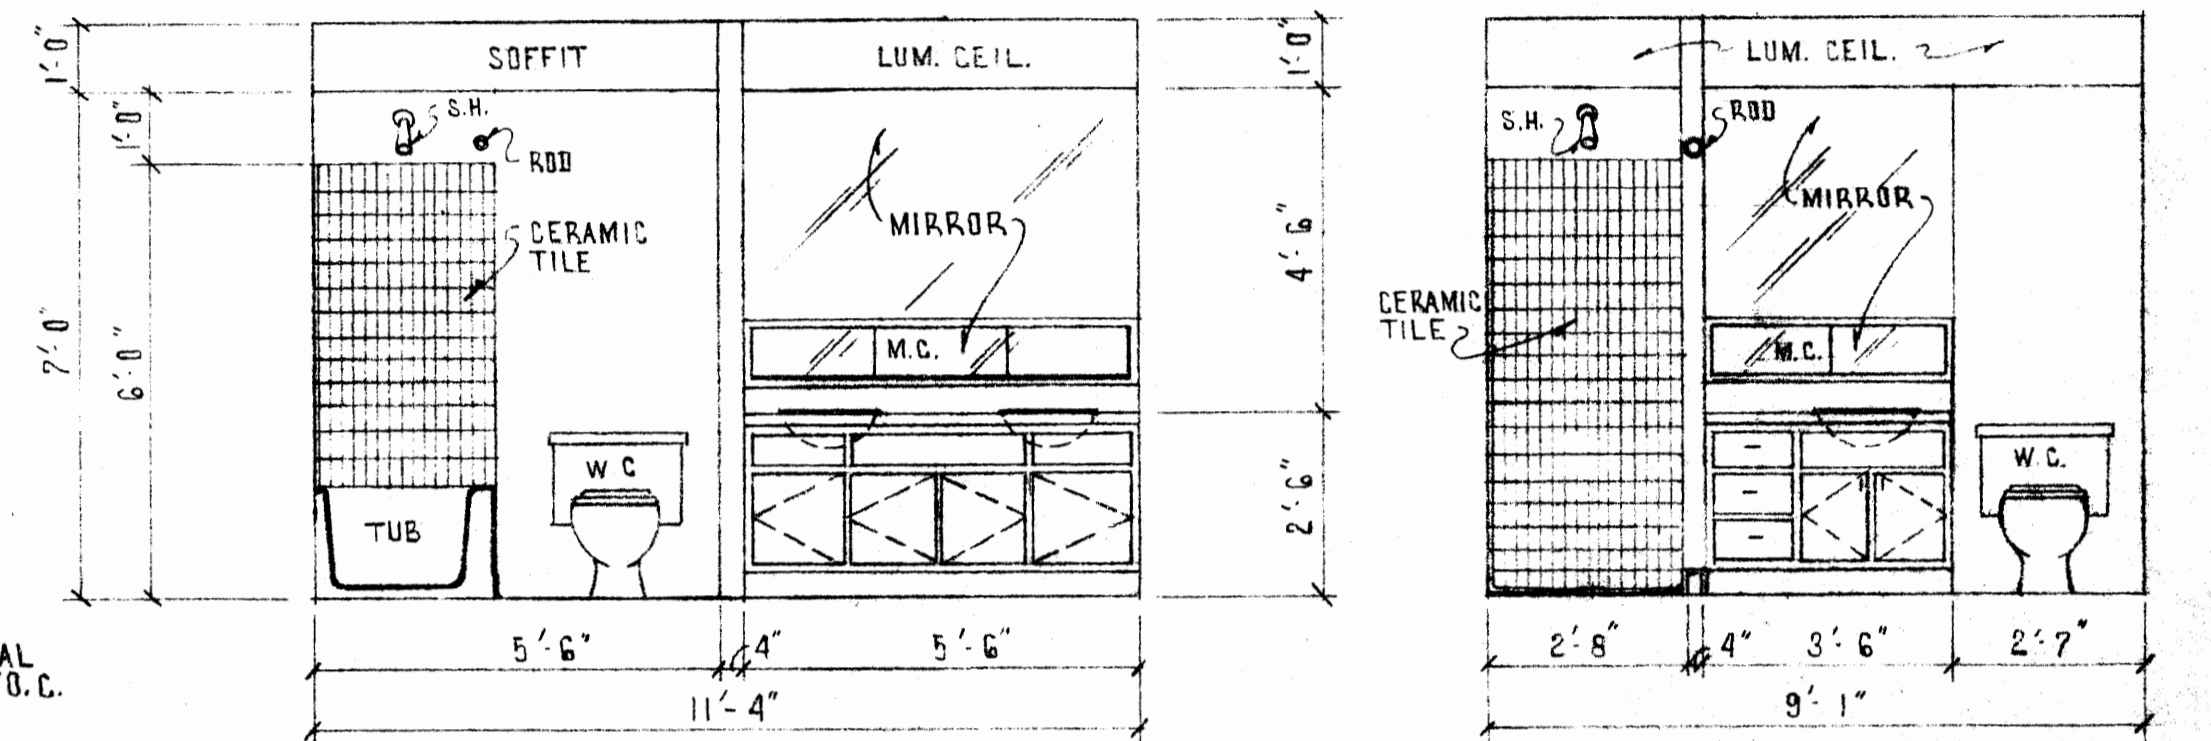 1'-0"
SOFFIT
LUM. CEIL.
1'-0"
LUM. CEIL.
1'-0"
S.H.
ROD
S.H.
ROD
MIRROR
MIRROR
CERAMIC
TILE
4'-6"
CERAMIC
TILE
7'-0"
6'-0"
M.C.
M.C.
W C
W.C.
TUB
2'-6"
5'-6"
4"
5'-6"
2'-8"
4"
3'-6"
2'-7"
AL
O.C.
11'-4"
9'-1"